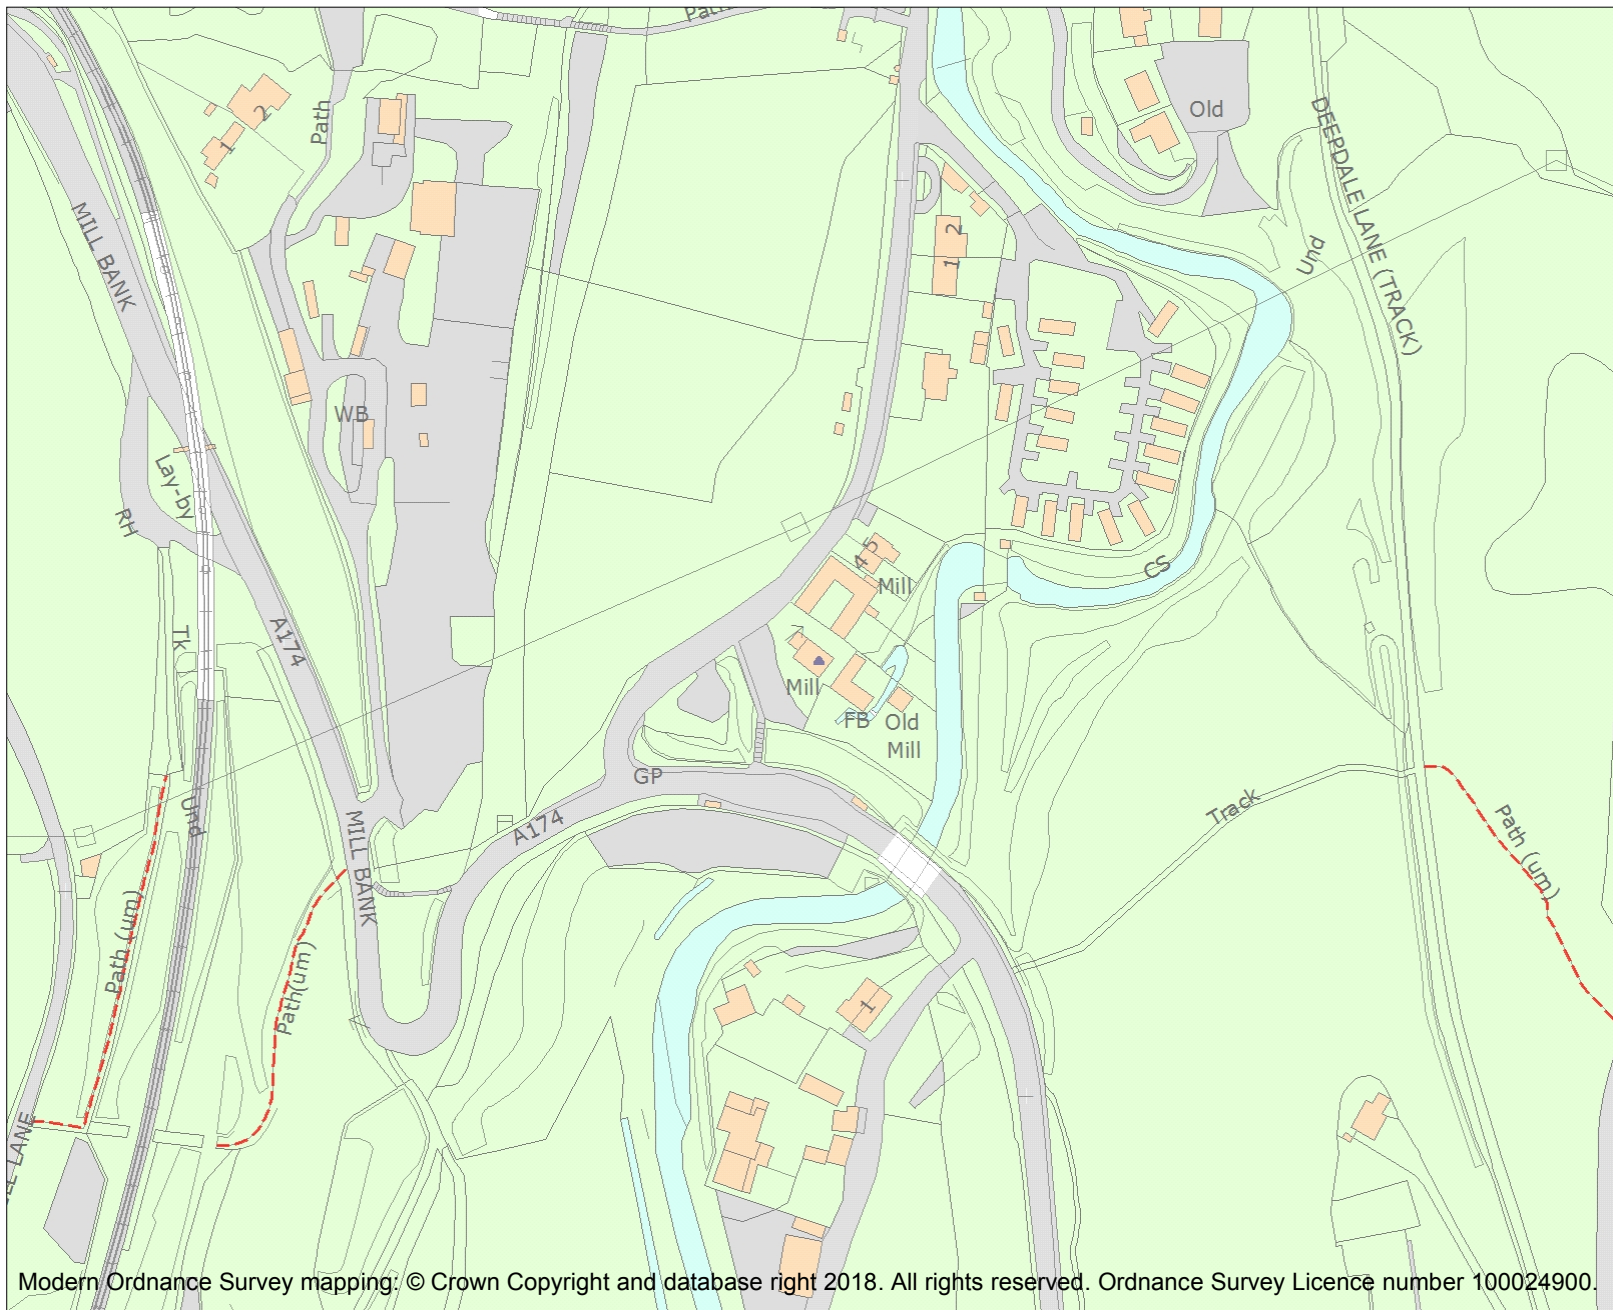 Path
Path
2
1
Old
DEEPDALE LANE (TRACK)
MILL BANK
2
1
Und
WB
Lay-by
RH
4
5
CS
Mill
A174
Tk
Mill
FB
Old
Mill
GP
Und
A174
Track
MILL BANK
Path (um)
Path (um)
Path(um)
1
LANE
Modern Ordnance Survey mapping: © Crown Copyright and database right 2018. All rights reserved. Ordnance Survey Licence number 100024900.